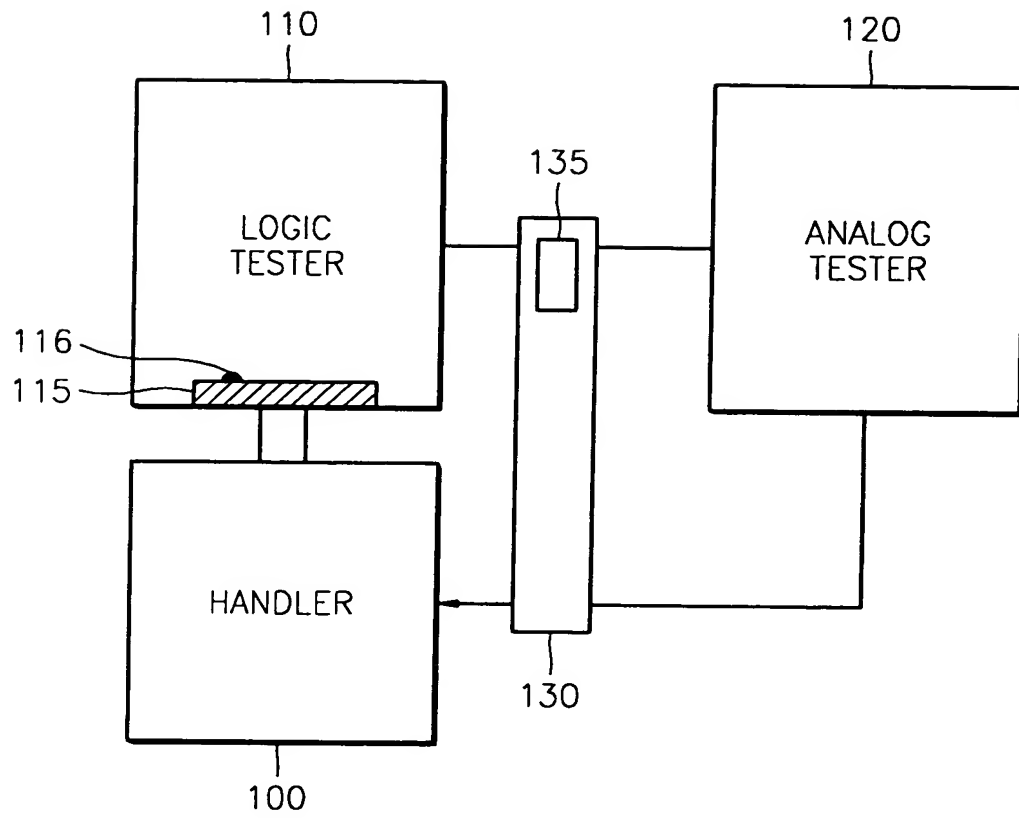 110
120
135
LOGIC
TESTER
ANALOG
TESTER
116
115
HANDLER
130
100